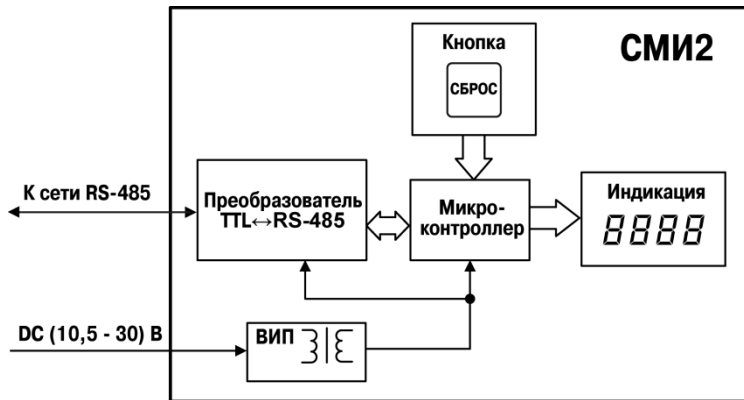 СМИ2
Кнопка
СБРОС
К сети RS-485
Преобразователь
TTL↔RS-485
Микро-
контроллер
Индикация
8888
DC (10,5 - 30) В
ВИП